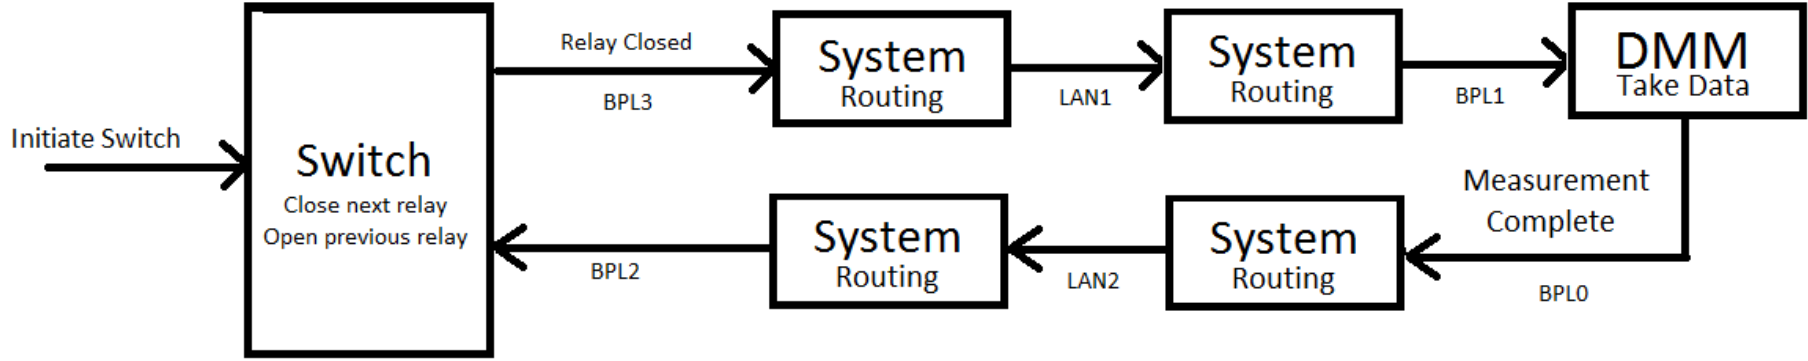 Initiate Switch
Switch
Close next relay
Open previous relay
Relay Closed
BPL3
System
Routing
LAN1
System
Routing
BPL1
DMM
Take Data
Measurement
Complete
BPL0
System
Routing
LAN2
System
Routing
BPL2